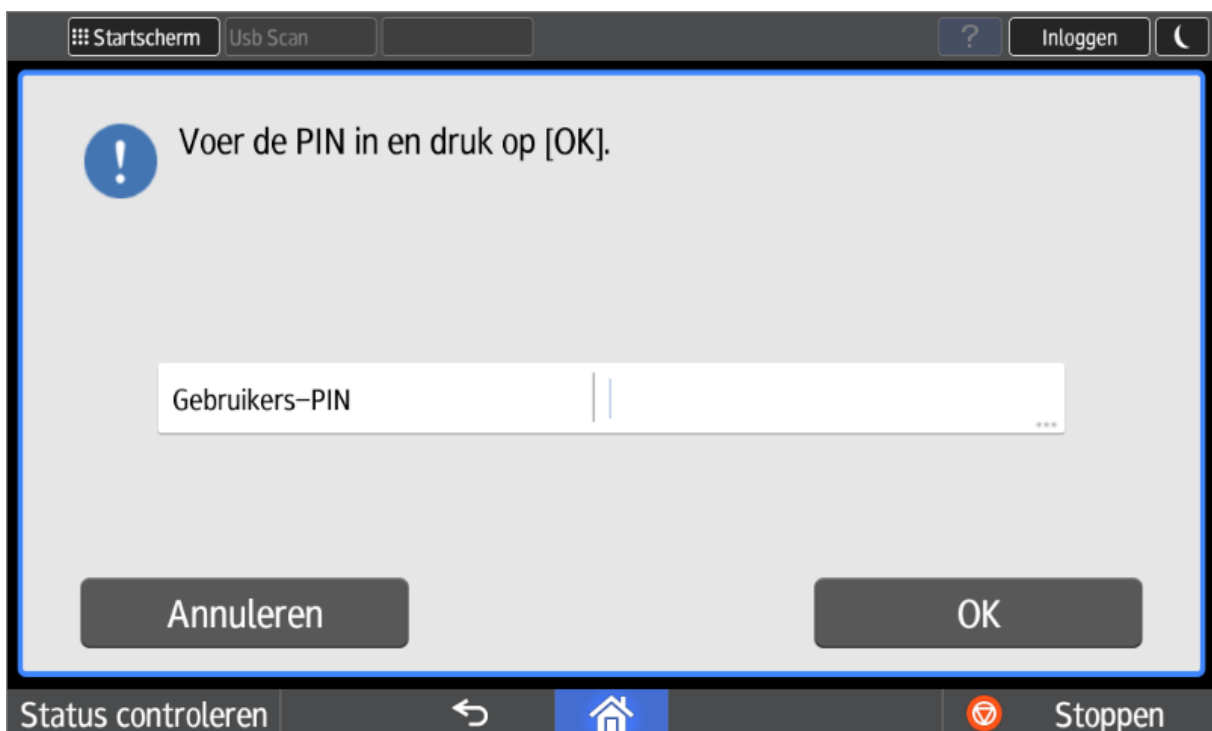 Startscherm
Usb Scan
?
Inloggen
Voer de PIN in en druk op [OK].
Gebruikers-PIN
...
Annuleren
OK
Status controleren
Stoppen